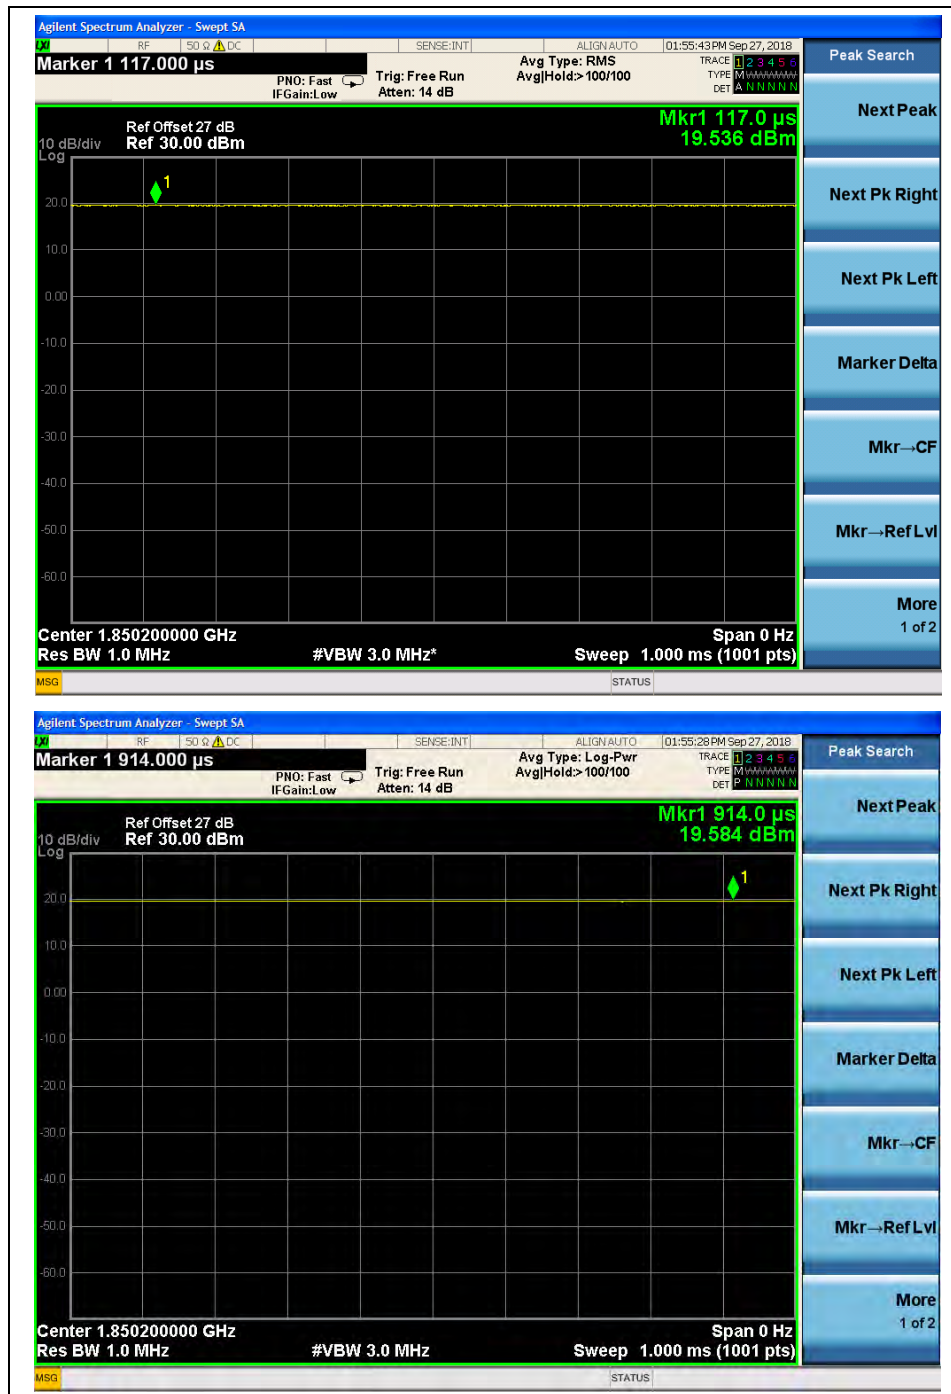 Agilent Spectrum Analyzer - Swept SA
LXI RF 50 Ω DC SENSE:INT ALIGN AUTO 01:55:43 PM Sep 27, 2018
Marker 1 117.000 µs
PNO: Fast
IFGain:Low
Trig: Free Run
Atten: 14 dB
Avg Type: RMS
Avg|Hold:>100/100
TRACE 1 2 3 4 5 6
TYPE M WWWWW
DET A N N N N N
Peak Search
Next Peak
Next Pk Right
Next Pk Left
Marker Delta
Mkr→CF
Mkr→Ref Lvl
More
1 of 2
Mkr1 117.0 µs
19.536 dBm
Ref Offset 27 dB
10 dB/div Ref 30.00 dBm
Log
1
20.0
10.0
0.00
-10.0
-20.0
-30.0
-40.0
-50.0
-60.0
Center 1.850200000 GHz Span 0 Hz
Res BW 1.0 MHz #VBW 3.0 MHz* Sweep 1.000 ms (1001 pts)
MSG STATUS
Agilent Spectrum Analyzer - Swept SA
LXI RF 50 Ω DC SENSE:INT ALIGN AUTO 01:55:28 PM Sep 27, 2018
Marker 1 914.000 µs
PNO: Fast
IFGain:Low
Trig: Free Run
Atten: 14 dB
Avg Type: Log-Pwr
Avg|Hold:>100/100
TRACE 1 2 3 4 5 6
TYPE M WWWWW
DET P N N N N N
Peak Search
Next Peak
Next Pk Right
Next Pk Left
Marker Delta
Mkr→CF
Mkr→Ref Lvl
More
1 of 2
Mkr1 914.0 µs
19.584 dBm
Ref Offset 27 dB
10 dB/div Ref 30.00 dBm
Log
1
20.0
10.0
0.00
-10.0
-20.0
-30.0
-40.0
-50.0
-60.0
Center 1.850200000 GHz Span 0 Hz
Res BW 1.0 MHz #VBW 3.0 MHz Sweep 1.000 ms (1001 pts)
MSG STATUS